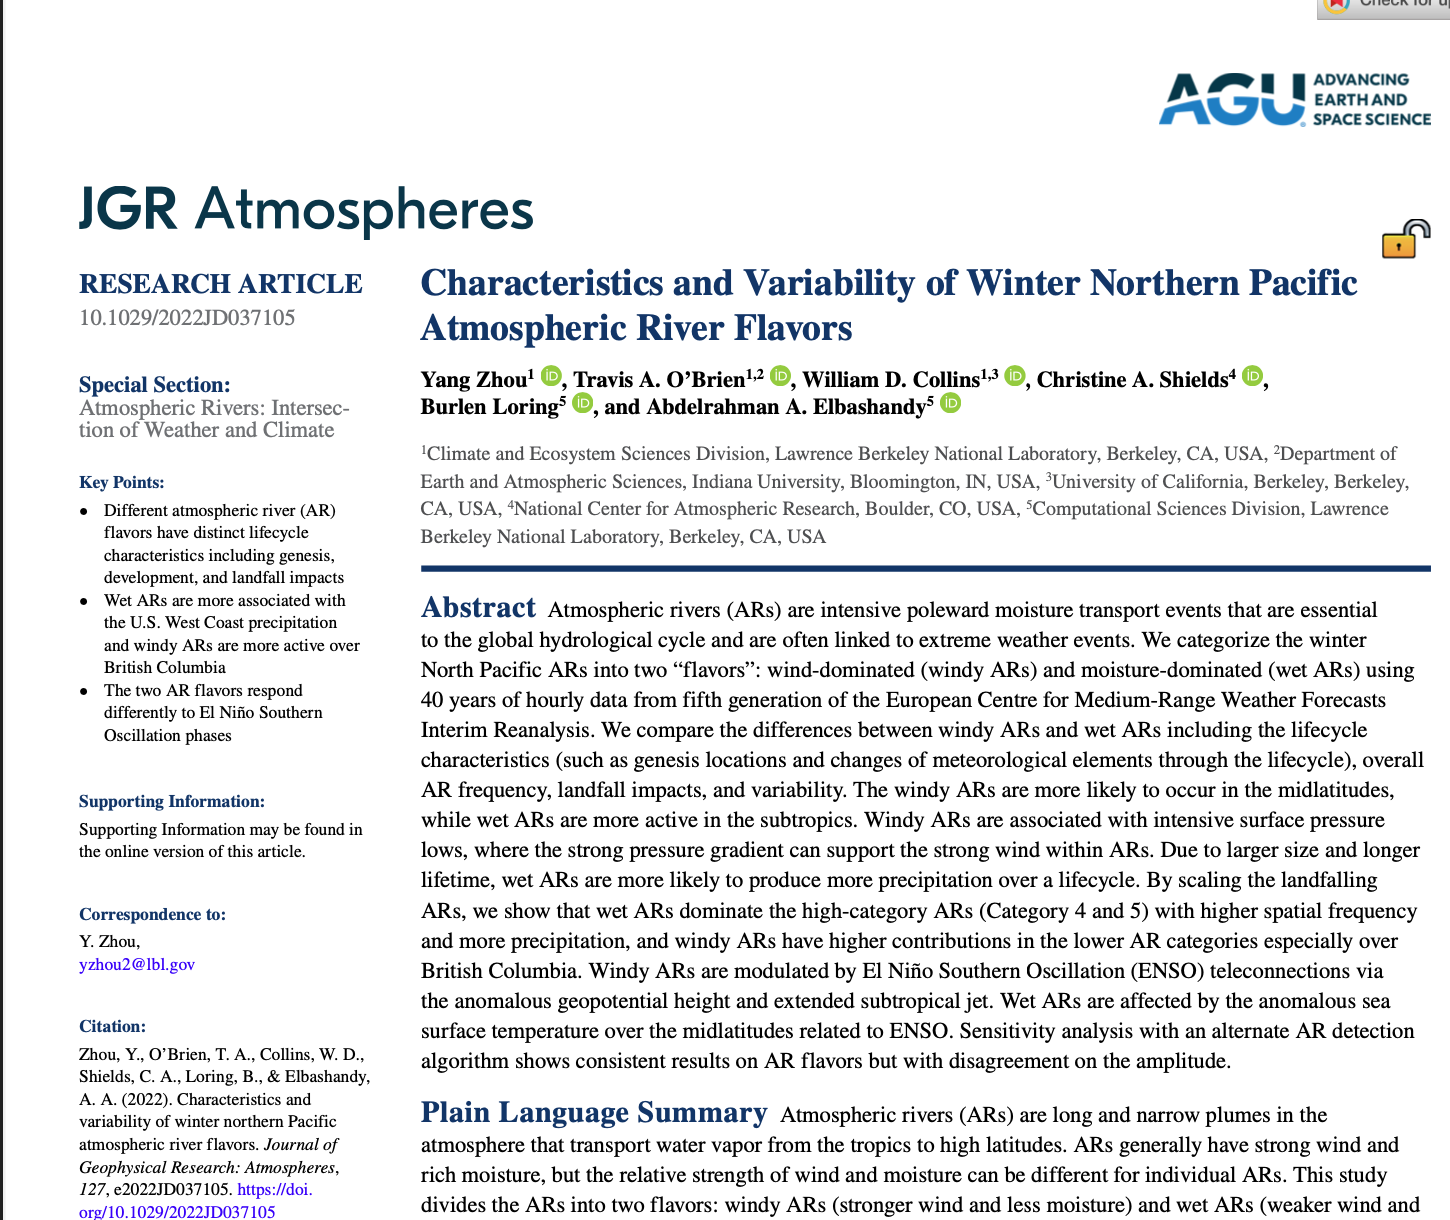 Check for
AGU ADVANCING
EARTH AND
SPACE SCIENCE
JGR Atmospheres
RESEARCH ARTICLE
10.1029/2022JD037105
Special Section:
Atmospheric Rivers: Intersec-
tion of Weather and Climate
Key Points:
• Different atmospheric river (AR)
flavors have distinct lifecycle
characteristics including genesis,
development, and landfall impacts
• Wet ARs are more associated with
the U.S. West Coast precipitation
and windy ARs are more active over
British Columbia
• The two AR flavors respond
differently to El Niño Southern
Oscillation phases
Supporting Information:
Supporting Information may be found in
the online version of this article.
Correspondence to:
Y. Zhou,
yzhou2@lbl.gov
Citation:
Zhou, Y., O’Brien, T. A., Collins, W. D.,
Shields, C. A., Loring, B., & Elbashandy,
A. A. (2022). Characteristics and
variability of winter northern Pacific
atmospheric river flavors. Journal of
Geophysical Research: Atmospheres,
127, e2022JD037105. https://doi.
org/10.1029/2022JD037105
Characteristics and Variability of Winter Northern Pacific
Atmospheric River Flavors
Yang Zhou1 iD, Travis A. O’Brien1,2 iD, William D. Collins1,3 iD, Christine A. Shields4 iD,
Burlen Loring5 iD, and Abdelrahman A. Elbashandy5 iD
1Climate and Ecosystem Sciences Division, Lawrence Berkeley National Laboratory, Berkeley, CA, USA, 2Department of
Earth and Atmospheric Sciences, Indiana University, Bloomington, IN, USA, 3University of California, Berkeley, Berkeley,
CA, USA, 4National Center for Atmospheric Research, Boulder, CO, USA, 5Computational Sciences Division, Lawrence
Berkeley National Laboratory, Berkeley, CA, USA
Abstract Atmospheric rivers (ARs) are intensive poleward moisture transport events that are essential
to the global hydrological cycle and are often linked to extreme weather events. We categorize the winter
North Pacific ARs into two “flavors”: wind-dominated (windy ARs) and moisture-dominated (wet ARs) using
40 years of hourly data from fifth generation of the European Centre for Medium-Range Weather Forecasts
Interim Reanalysis. We compare the differences between windy ARs and wet ARs including the lifecycle
characteristics (such as genesis locations and changes of meteorological elements through the lifecycle), overall
AR frequency, landfall impacts, and variability. The windy ARs are more likely to occur in the midlatitudes,
while wet ARs are more active in the subtropics. Windy ARs are associated with intensive surface pressure
lows, where the strong pressure gradient can support the strong wind within ARs. Due to larger size and longer
lifetime, wet ARs are more likely to produce more precipitation over a lifecycle. By scaling the landfalling
ARs, we show that wet ARs dominate the high-category ARs (Category 4 and 5) with higher spatial frequency
and more precipitation, and windy ARs have higher contributions in the lower AR categories especially over
British Columbia. Windy ARs are modulated by El Niño Southern Oscillation (ENSO) teleconnections via
the anomalous geopotential height and extended subtropical jet. Wet ARs are affected by the anomalous sea
surface temperature over the midlatitudes related to ENSO. Sensitivity analysis with an alternate AR detection
algorithm shows consistent results on AR flavors but with disagreement on the amplitude.
Plain Language Summary Atmospheric rivers (ARs) are long and narrow plumes in the
atmosphere that transport water vapor from the tropics to high latitudes. ARs generally have strong wind and
rich moisture, but the relative strength of wind and moisture can be different for individual ARs. This study
divides the ARs into two flavors: windy ARs (stronger wind and less moisture) and wet ARs (weaker wind and